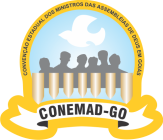 CONVENÇÃO ESTADUAL DOS MINISTROS DAS ASSEMBLEIAS DE DEUS EM GOIÁS
CONEMAD-GO